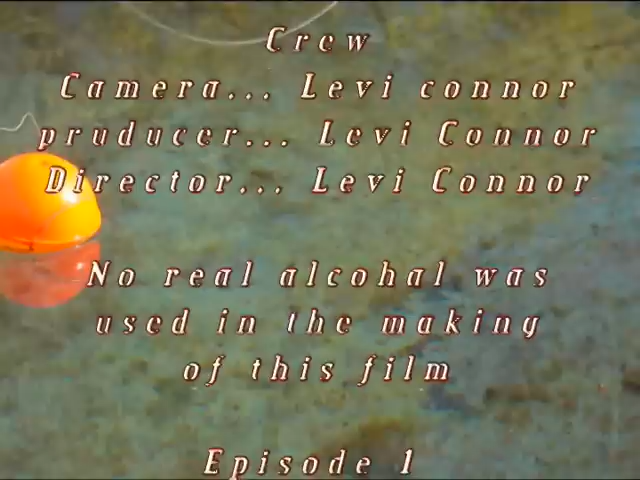 Crew
Camera... Levi connor
pruducer... Levi Connor
Director... Levi Connor
No real alcohal was
used in the making
of this film
Episode 1